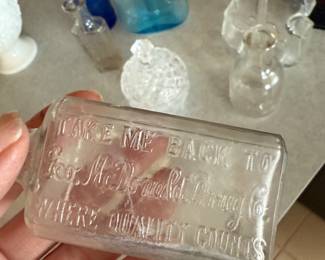 TAKE ME BACK TO
Geo. McDonald Drug Co.
WHERE QUALITY COUNTS